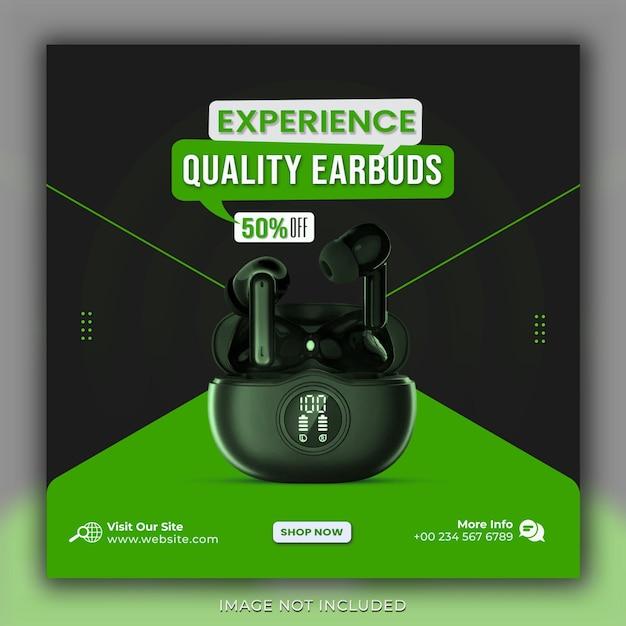 EXPERIENCE
QUALITY EARBUDS
50% OFF
100
L R
Visit Our Site
www.website.com
SHOP NOW
More Info
+00 234 567 6789
IMAGE NOT INCLUDED